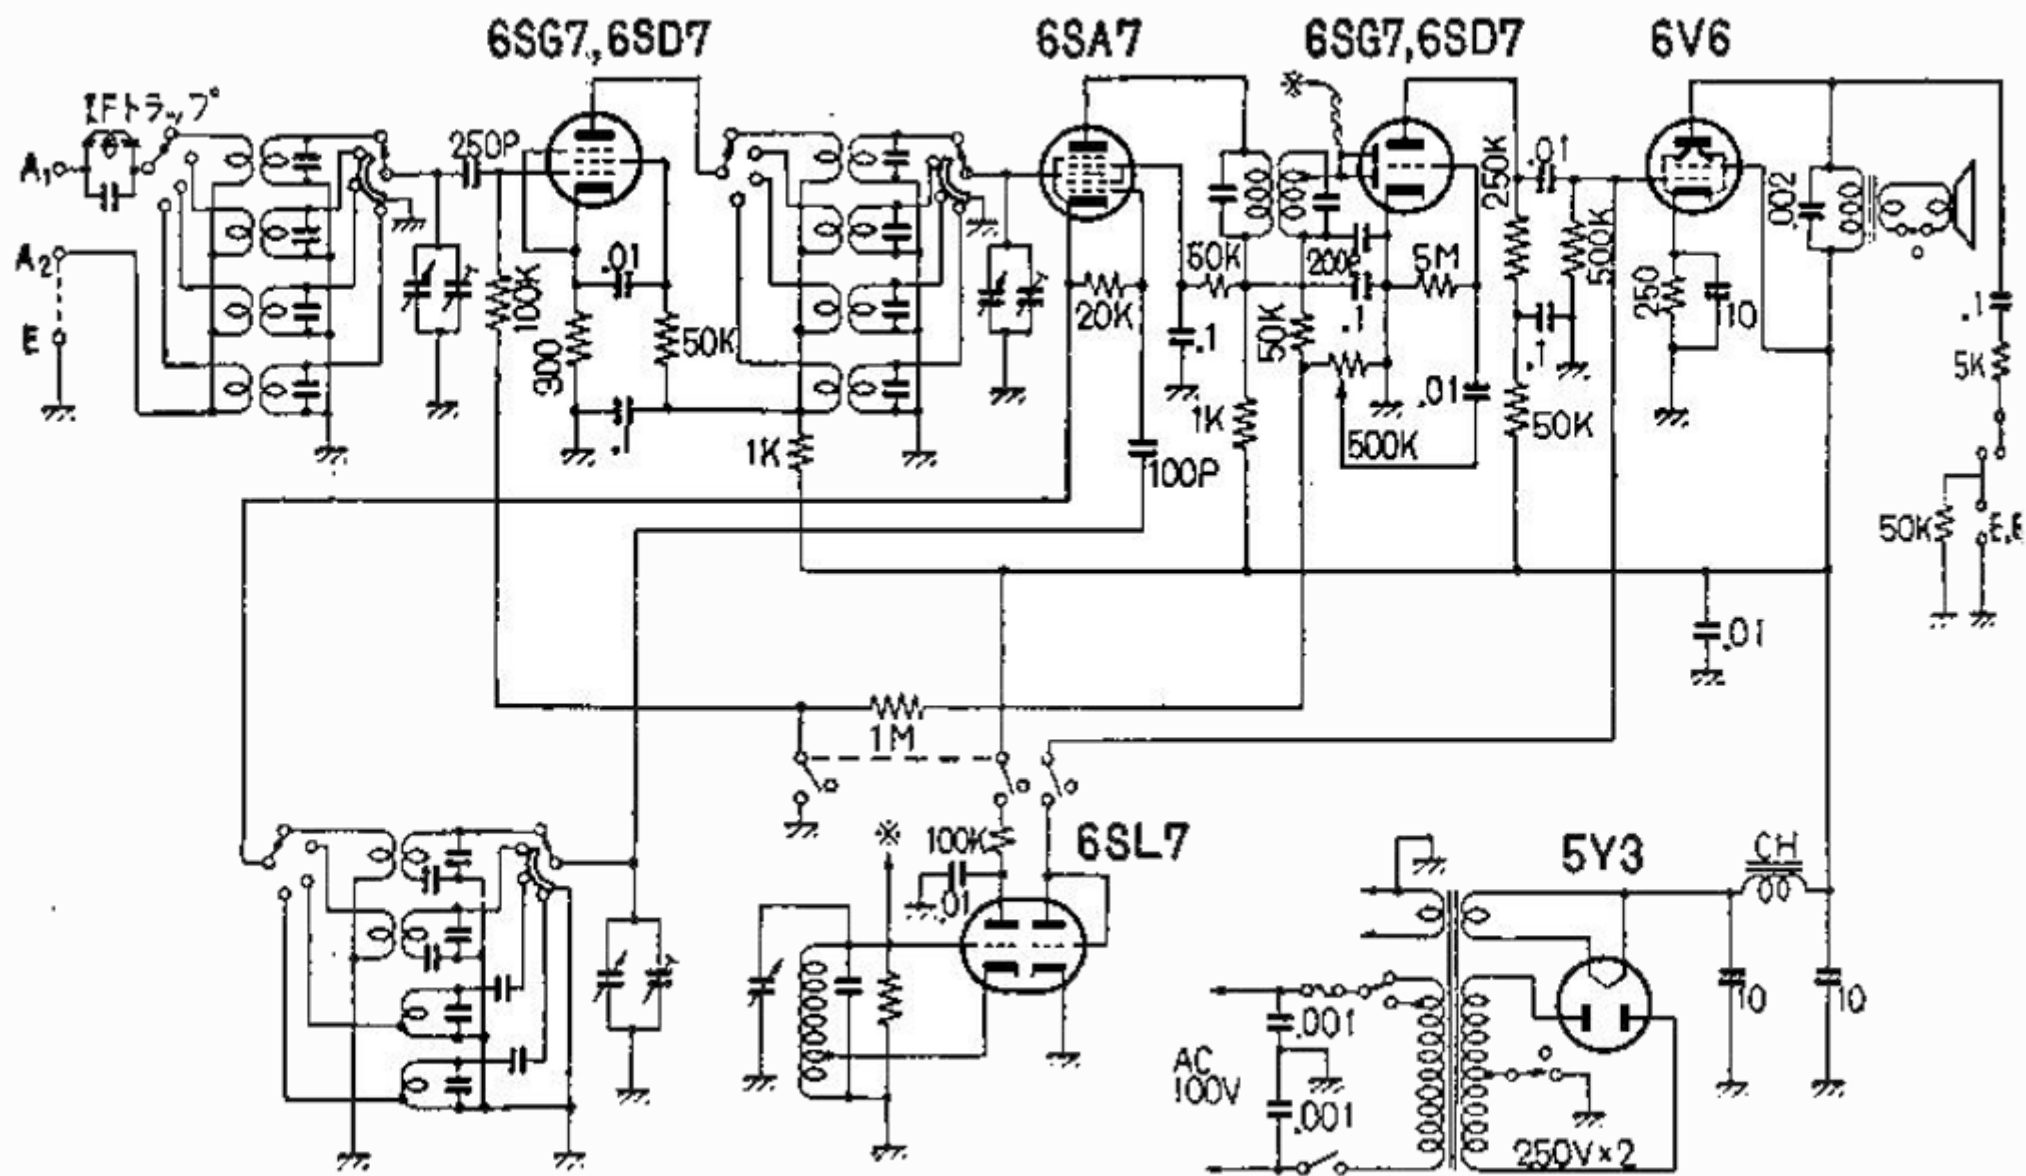 6SG7,6SD7
6SA7
6SG7,6SD7
6V6
IFトラップ
A₁
A₂
E
250P
100K
300
.01
50K
.1
1K
20K
100P
.1
50K
1K
50K
200P
.1
5M
500K
.01
250K
.01
.1
500K
50K
250
10
.002
.1
5K
50K
E.E
.01
1M
※
※
100K
.01
6SL7
5Y3
CH
10
10
AC
100V
.001
.001
250V×2